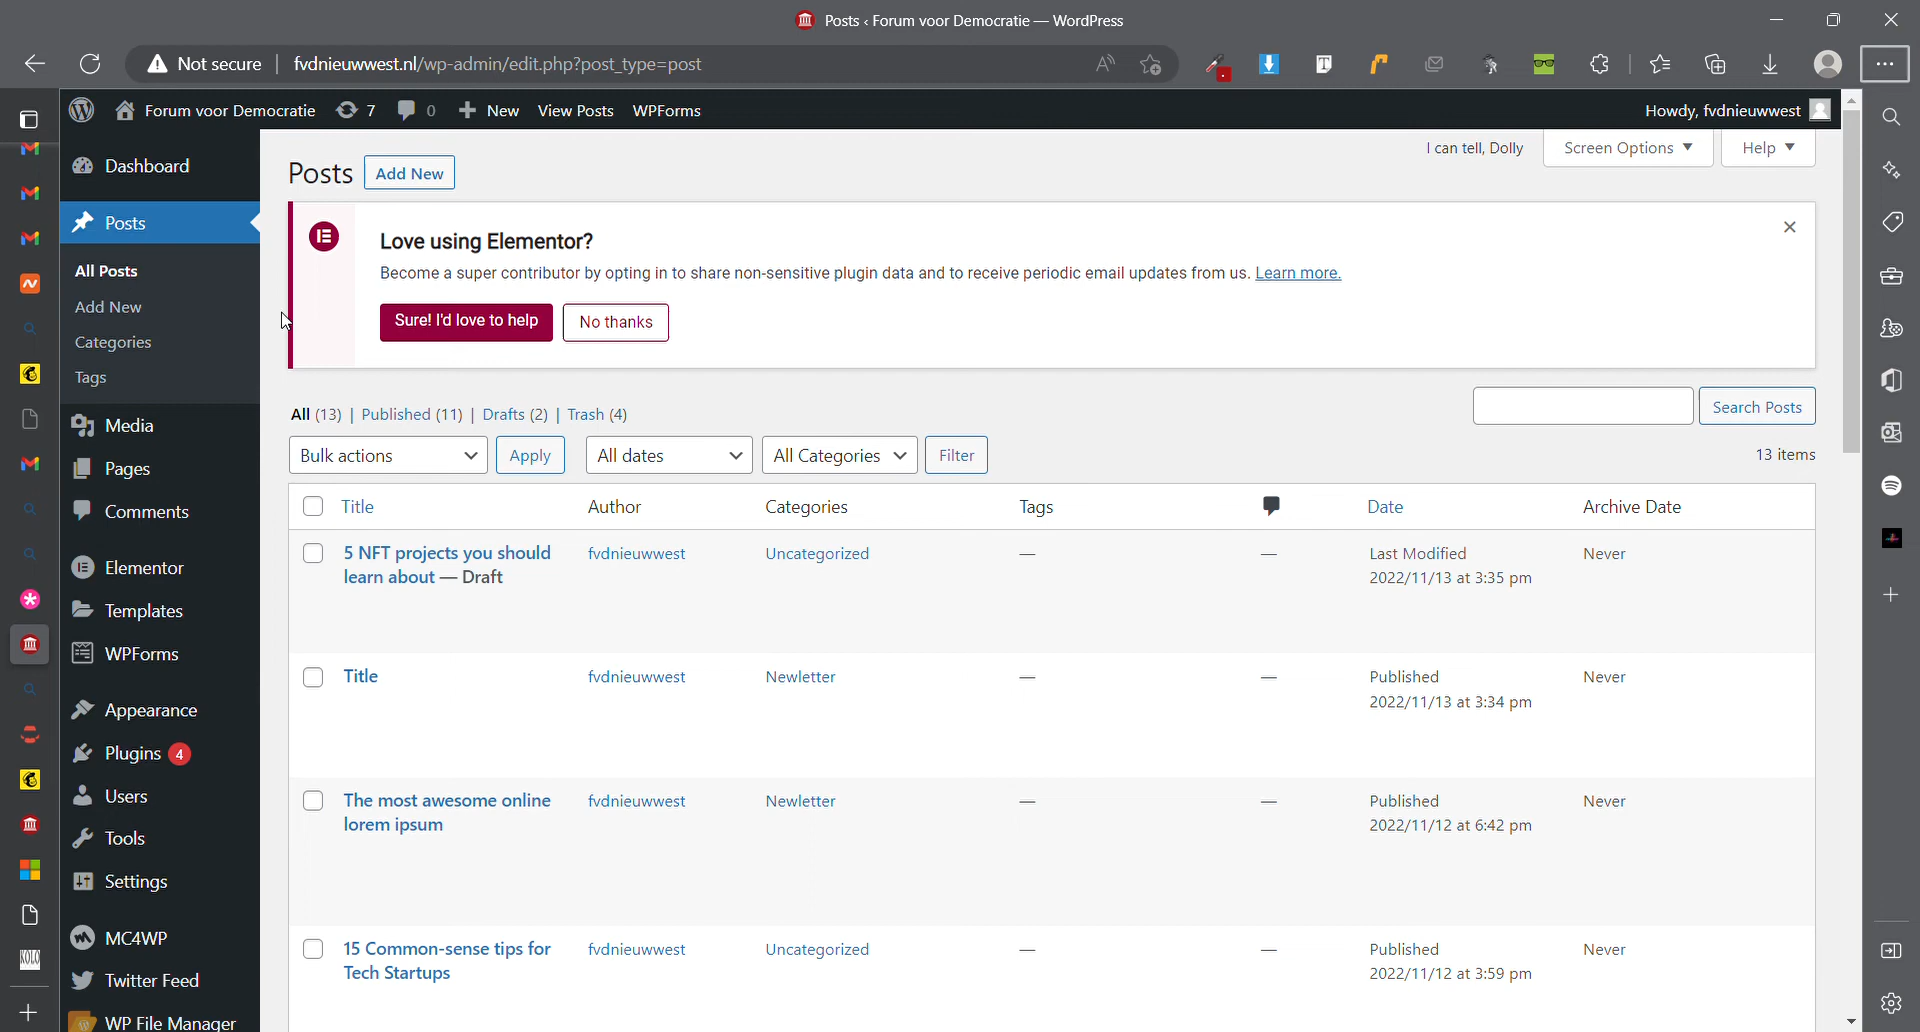 Posts ‹ Forum voor Democratie — WordPress
Not secure | fvdnieuwwest.nl/wp-admin/edit.php?post_type=post
Forum voor Democratie 7 0 New View Posts WPForms Howdy, fvdnieuwwest
I can tell, Dolly Screen Options Help
Dashboard
Posts
All Posts
Add New
Categories
Tags
Media
Pages
Comments
Elementor
Templates
WPForms
Appearance
Plugins 4
Users
Tools
Settings
MC4WP
Twitter Feed
WP File Manager
Posts Add New
Love using Elementor?
Become a super contributor by opting in to share non-sensitive plugin data and to receive periodic email updates from us. Learn more.
Sure! I'd love to help No thanks
All (13) | Published (11) | Drafts (2) | Trash (4) Search Posts
Bulk actions Apply All dates All Categories Filter 13 items
Title Author Categories Tags Date Archive Date
5 NFT projects you should fvdnieuwwest Uncategorized — — Last Modified Never
learn about — Draft 2022/11/13 at 3:35 pm
Title fvdnieuwwest Newletter — — Published Never
2022/11/13 at 3:34 pm
The most awesome online fvdnieuwwest Newletter — — Published Never
lorem ipsum 2022/11/12 at 6:42 pm
15 Common-sense tips for fvdnieuwwest Uncategorized — — Published Never
Tech Startups 2022/11/12 at 3:59 pm